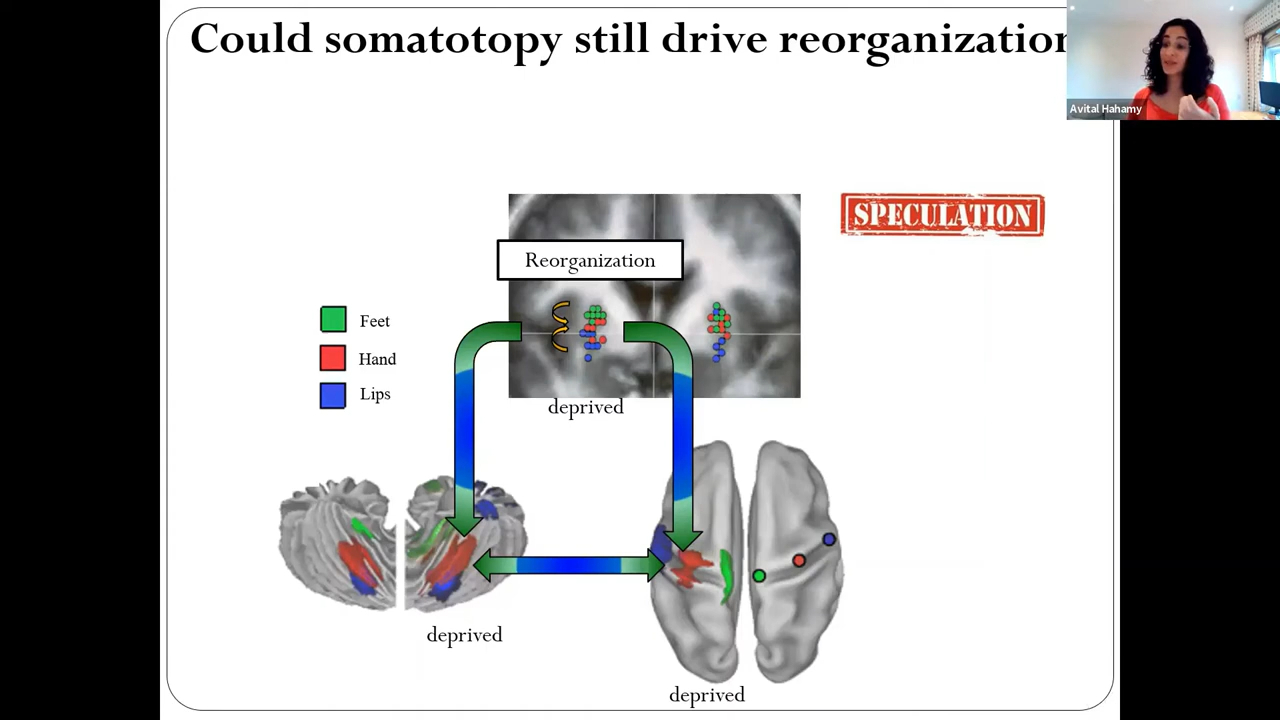 Could somatotopy still drive reorganization
Avital Hahamy
SPECULATION
Reorganization
Feet
Hand
Lips
deprived
deprived
deprived